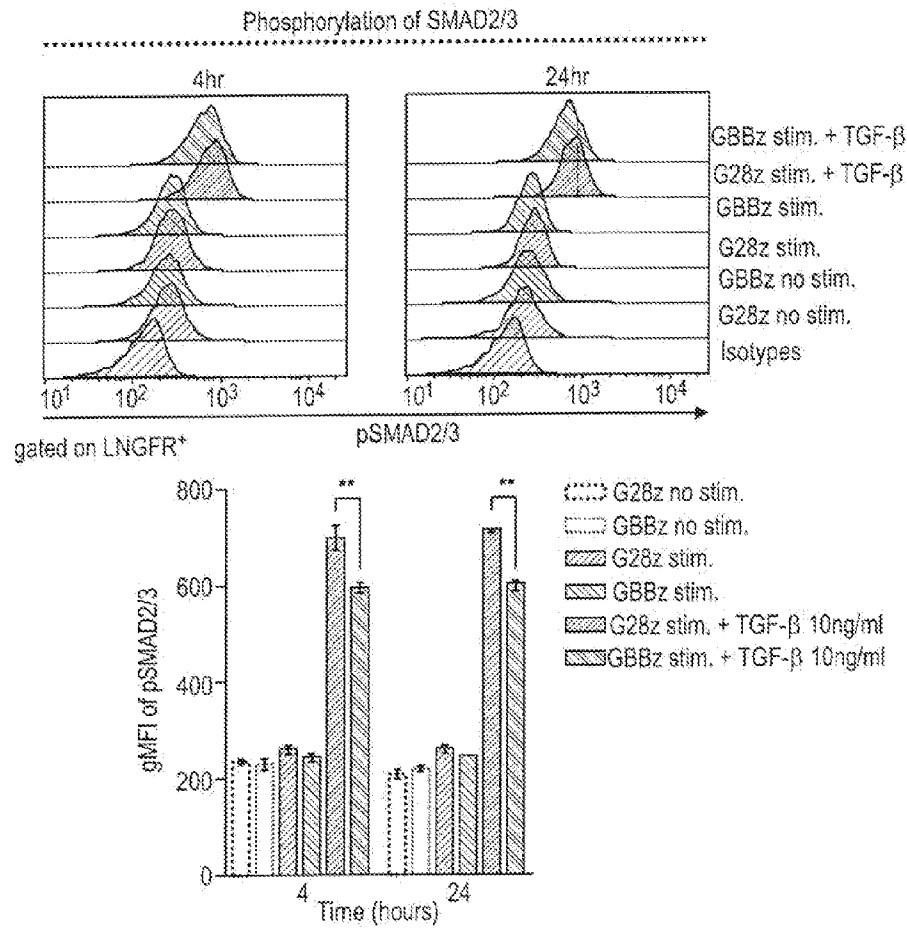 Phosphorylation of SMAD2/3
4hr
24hr
GBBz stim. + TGF-β
G28z stim. + TGF-β
GBBz stim.
G28z stim.
GBBz no stim.
G28z no stim.
Isotypes
10¹ 10² 10³ 10⁴
10¹ 10² 10³ 10⁴
pSMAD2/3
gated on LNGFR⁺
gMFI of pSMAD2/3
800
600
400
200
0
**
**
4
24
Time (hours)
G28z no stim.
GBBz no stim.
G28z stim.
GBBz stim.
G28z stim. + TGF-β 10ng/ml
GBBz stim. + TGF-β 10ng/ml